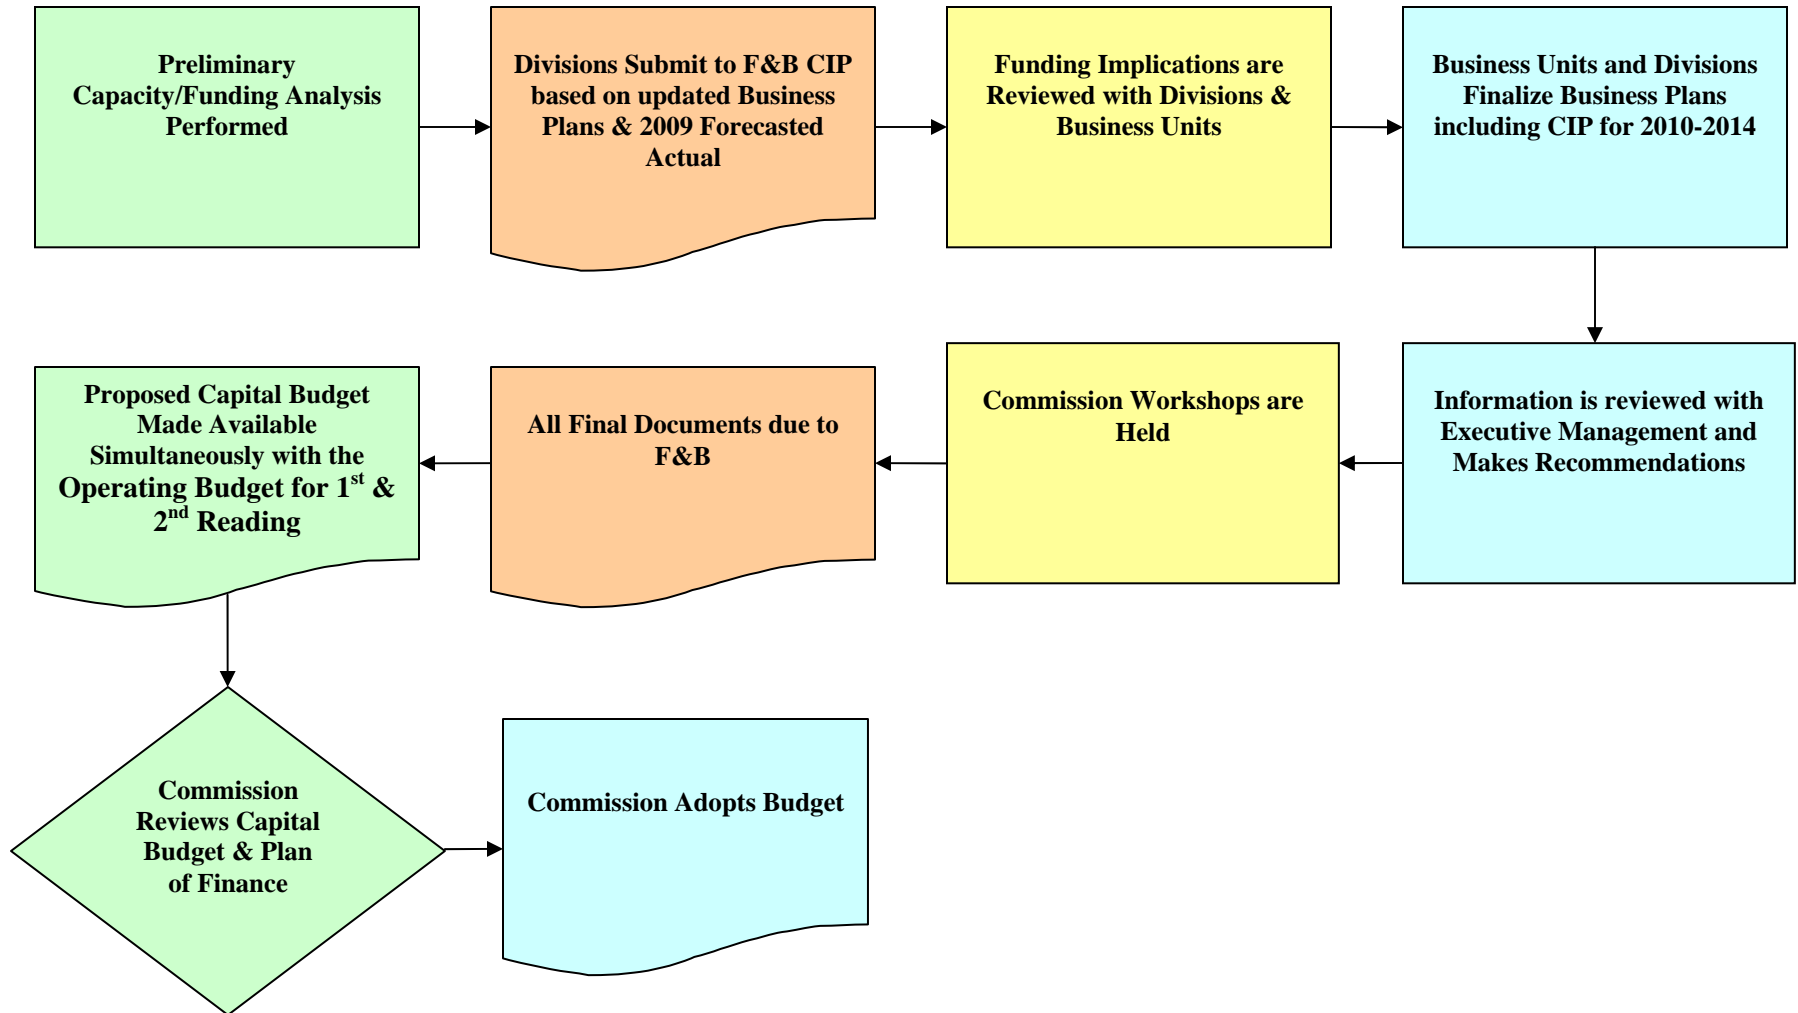 Preliminary
Capacity/Funding Analysis
Performed
Divisions Submit to F&B CIP
based on updated Business
Plans & 2009 Forecasted
Actual
Funding Implications are
Reviewed with Divisions &
Business Units
Business Units and Divisions
Finalize Business Plans
including CIP for 2010-2014
Information is reviewed with
Executive Management and
Makes Recommendations
Commission Workshops are
Held
All Final Documents due to
F&B
Proposed Capital Budget
Made Available
Simultaneously with the
Operating Budget for 1st &
2nd Reading
Commission
Reviews Capital
Budget & Plan
of Finance
Commission Adopts Budget